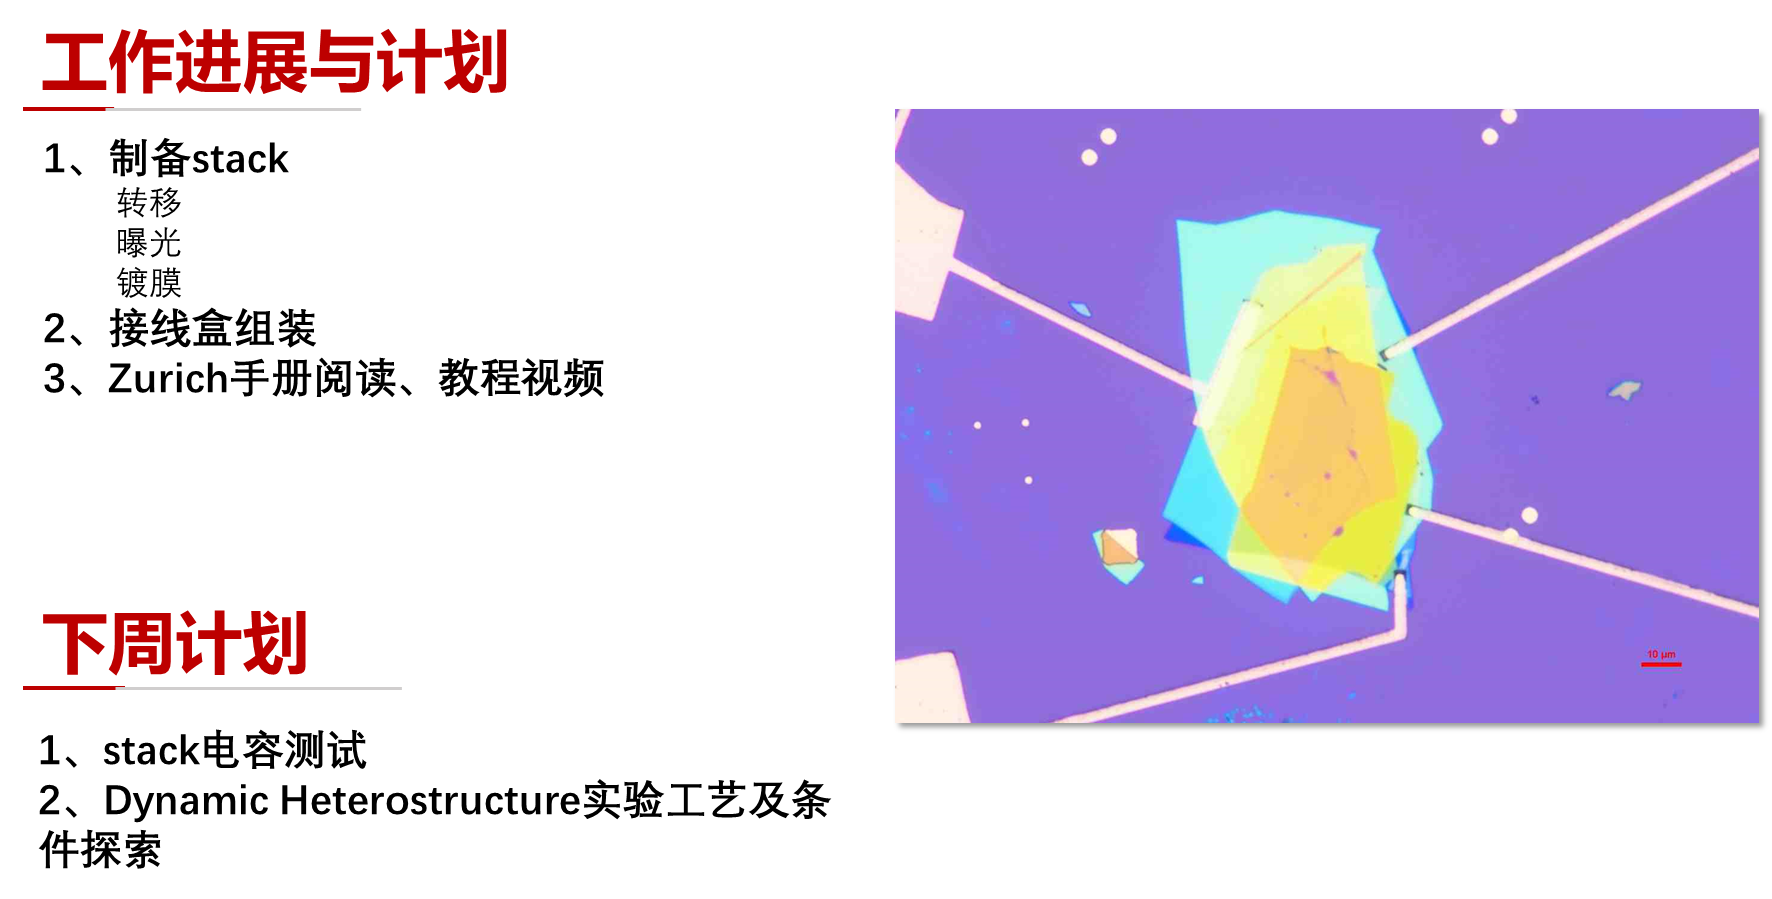 工作进展与计划
1、制备stack
转移
曝光
镀膜
2、接线盒组装
3、Zurich手册阅读、教程视频
10 μm
下周计划
1、stack电容测试
2、Dynamic Heterostructure实验工艺及条
件探索